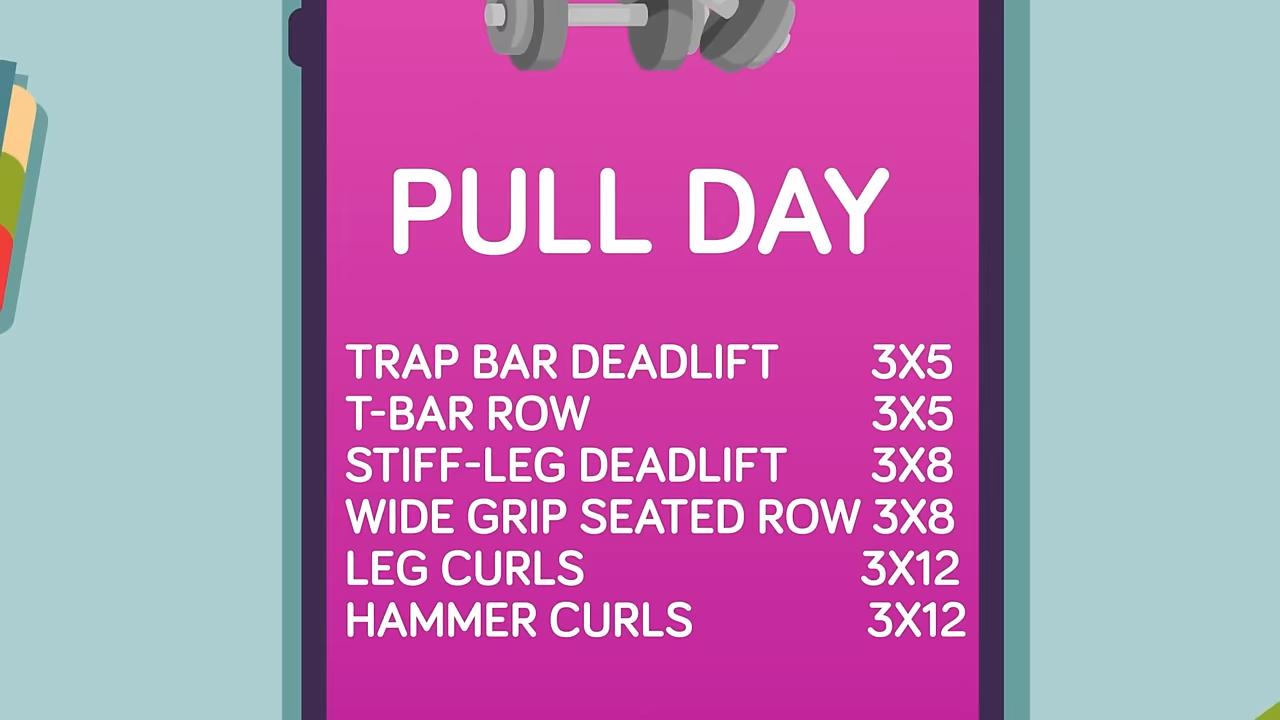 PULL DAY
TRAP BAR DEADLIFT 3X5
T-BAR ROW 3X5
STIFF-LEG DEADLIFT 3X8
WIDE GRIP SEATED ROW 3X8
LEG CURLS 3X12
HAMMER CURLS 3X12